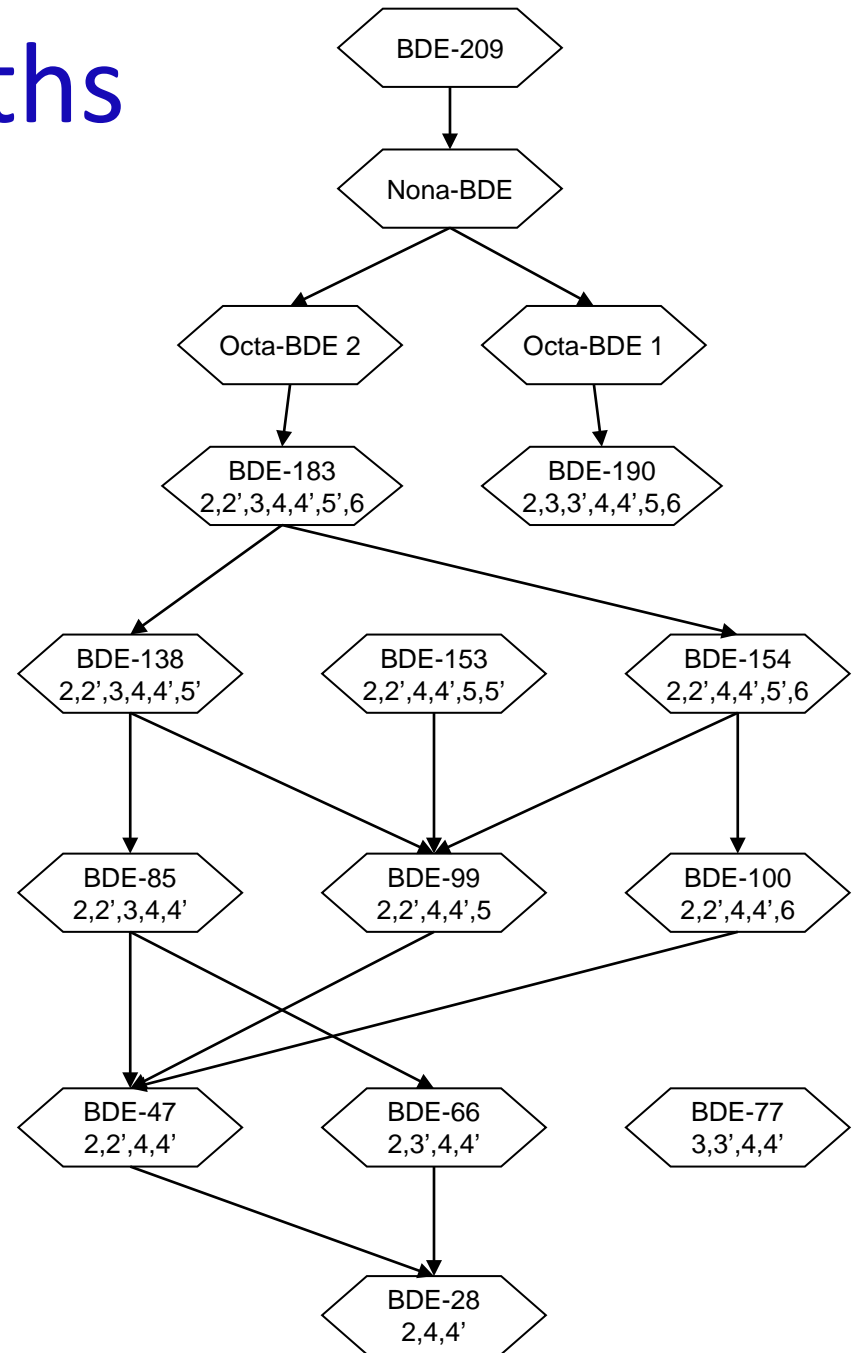 ths
BDE-209
Nona-BDE
Octa-BDE 2
Octa-BDE 1
BDE-183
2,2’,3,4,4’,5’,6
BDE-190
2,3,3’,4,4’,5,6
BDE-138
2,2’,3,4,4’,5’
BDE-153
2,2’,4,4’,5,5’
BDE-154
2,2’,4,4’,5’,6
BDE-85
2,2’,3,4,4’
BDE-99
2,2’,4,4’,5
BDE-100
2,2’,4,4’,6
BDE-47
2,2’,4,4’
BDE-66
2,3’,4,4’
BDE-77
3,3’,4,4’
BDE-28
2,4,4’